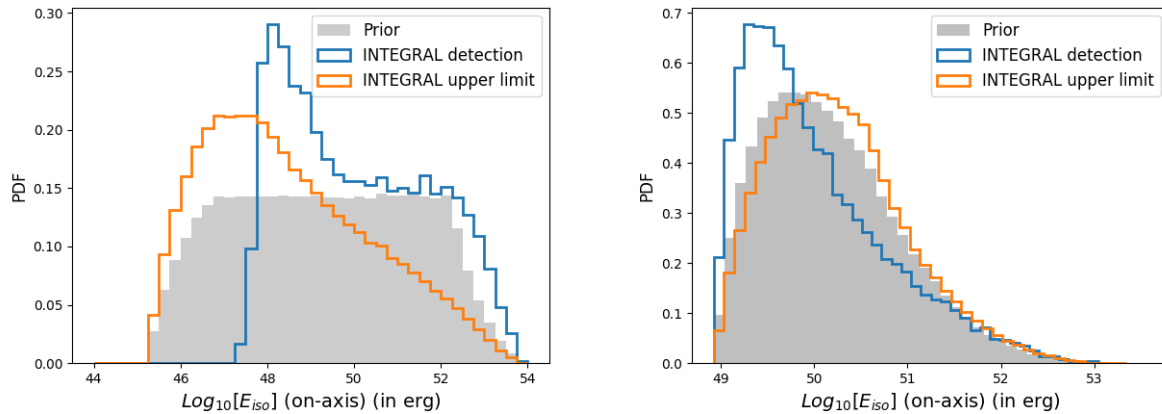 0.30
0.25
0.20
0.15
0.10
0.05
0.00
PDF
Prior
INTEGRAL detection
INTEGRAL upper limit
44 46 48 50 52 54
Log10[Eiso] (on-axis) (in erg)
0.7
0.6
0.5
0.4
0.3
0.2
0.1
0.0
PDF
Prior
INTEGRAL detection
INTEGRAL upper limit
49 50 51 52 53
Log10[Eiso] (on-axis) (in erg)